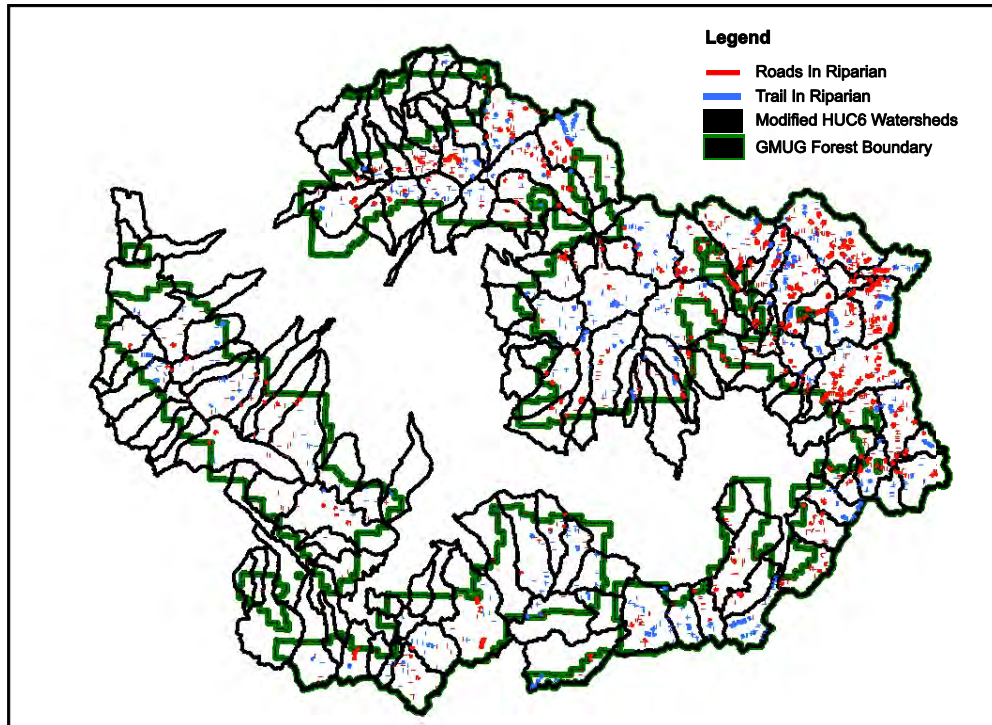 Legend
Roads In Riparian
Trail In Riparian
Modified HUC6 Watersheds
GMUG Forest Boundary